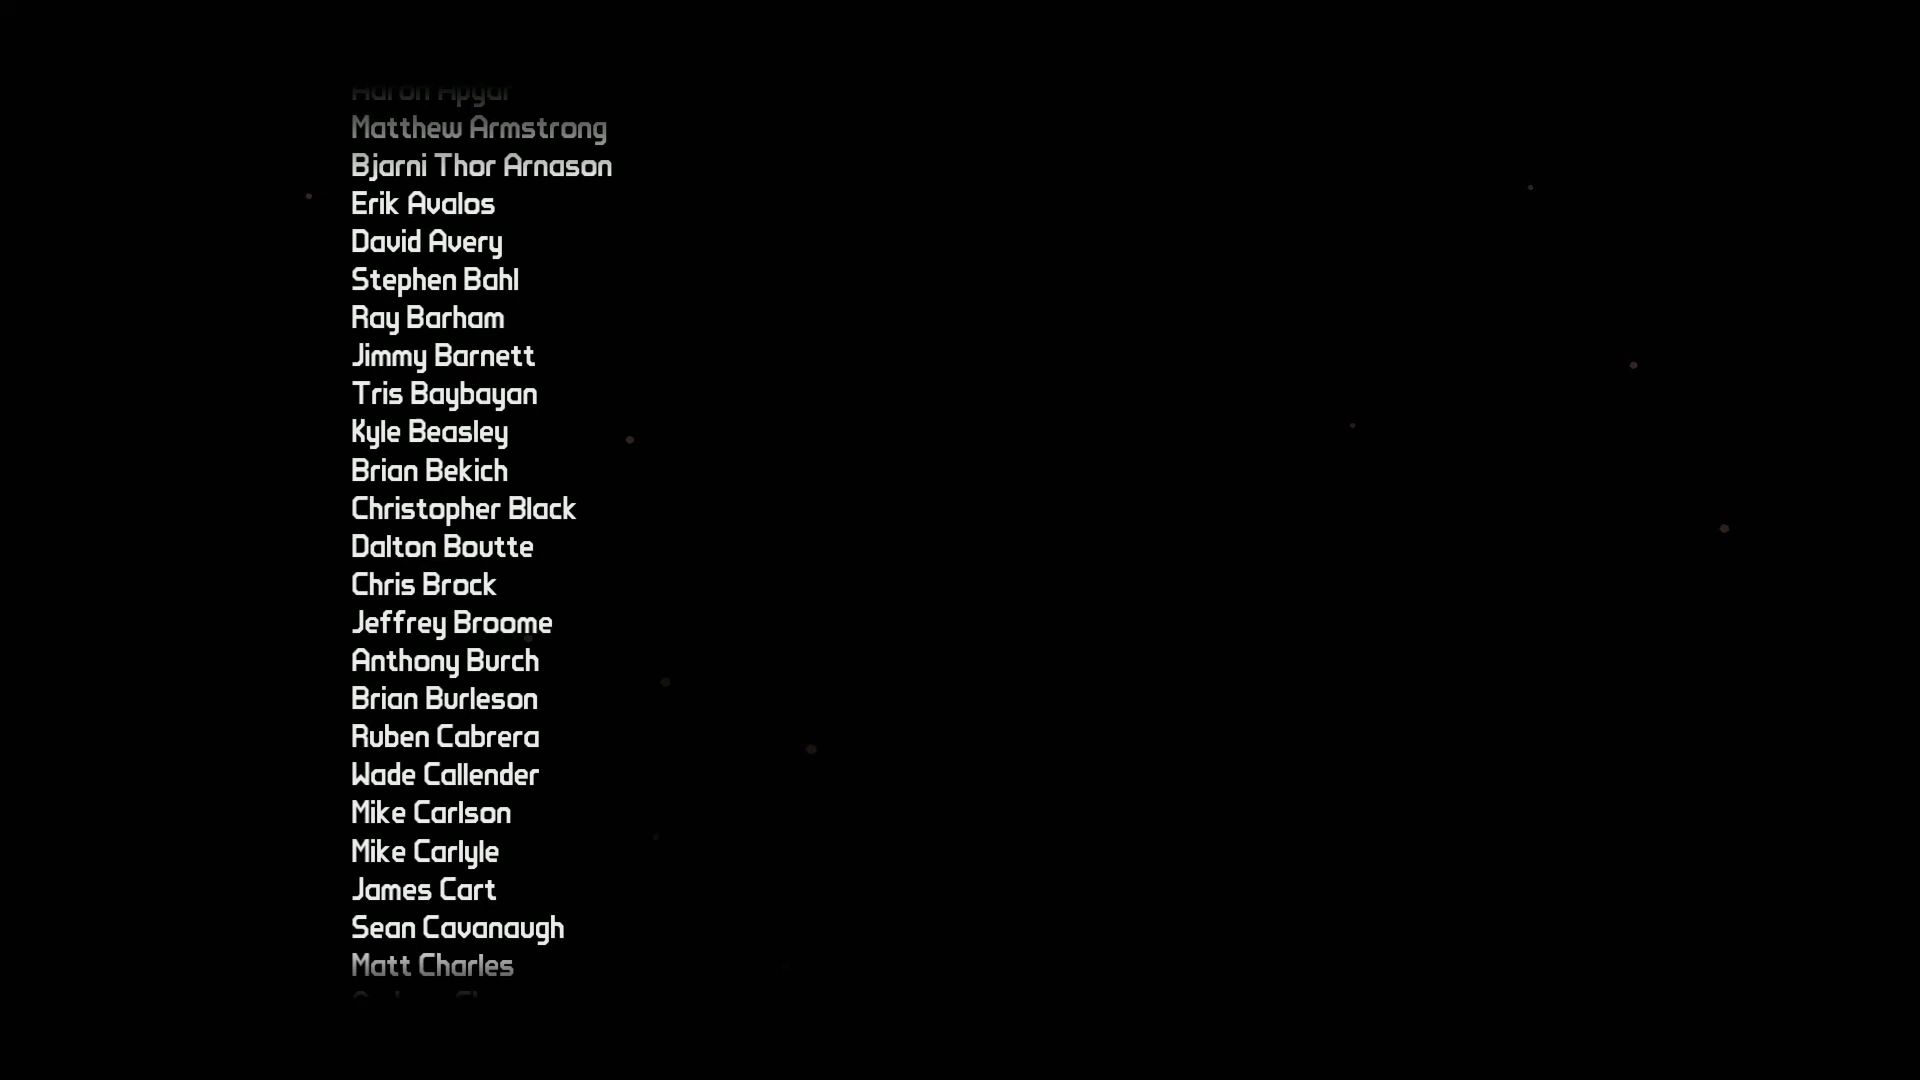 Aaron Apgar
Matthew Armstrong
Bjarni Thor Arnason
Erik Avalos
David Avery
Stephen Bahl
Ray Barham
Jimmy Barnett
Tris Baybayan
Kyle Beasley
Brian Bekich
Christopher Black
Dalton Boutte
Chris Brock
Jeffrey Broome
Anthony Burch
Brian Burleson
Ruben Cabrera
Wade Callender
Mike Carlson
Mike Carlyle
James Cart
Sean Cavanaugh
Matt Charles